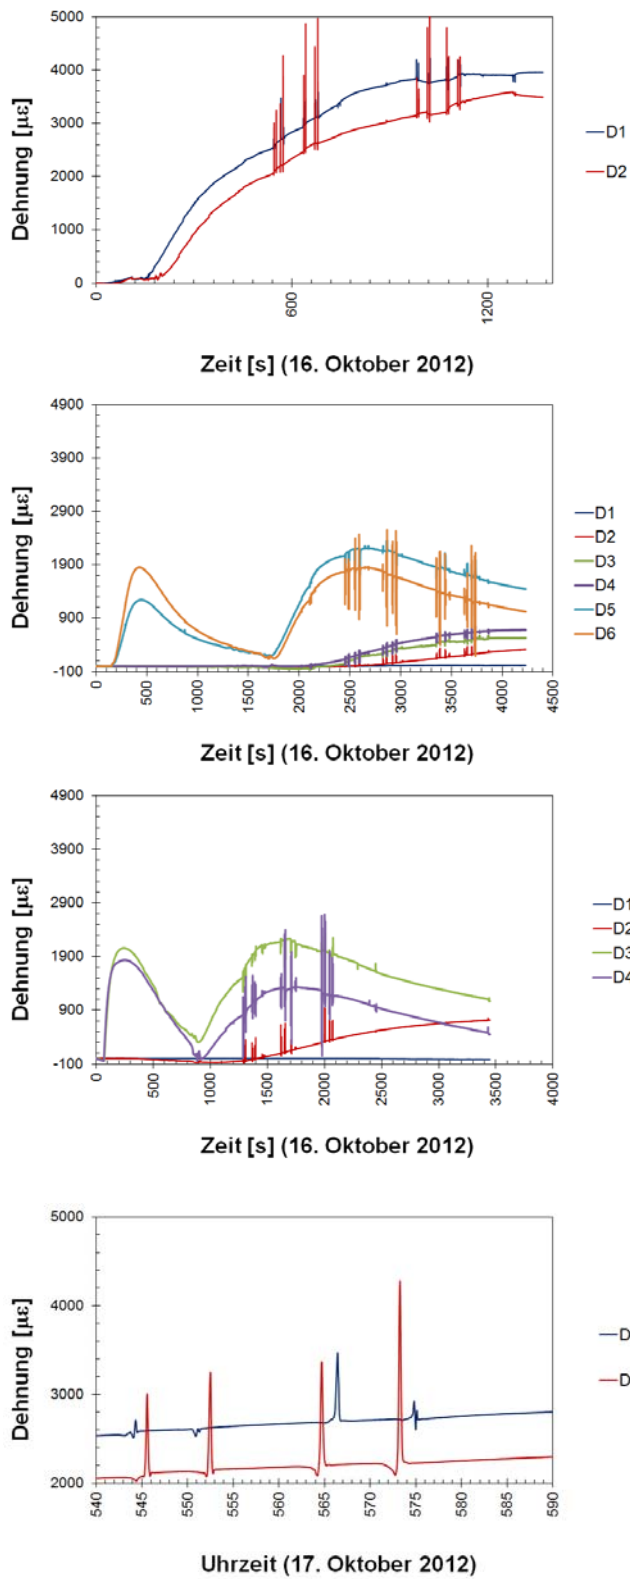 5000
4000
3000
2000
1000
0
Dehnung [µε]
0
600
1200
D1
D2
Zeit [s] (16. Oktober 2012)
4900
3900
2900
1900
900
-100
Dehnung [µε]
0
500
1000
1500
2000
2500
3000
3500
4000
4500
D1
D2
D3
D4
D5
D6
Zeit [s] (16. Oktober 2012)
4900
3900
2900
1900
900
-100
Dehnung [µε]
0
500
1000
1500
2000
2500
3000
3500
4000
D1
D2
D3
D4
Zeit [s] (16. Oktober 2012)
5000
4000
3000
2000
Dehnung [µε]
540
545
550
555
560
565
570
575
580
585
590
D
D
Uhrzeit (17. Oktober 2012)